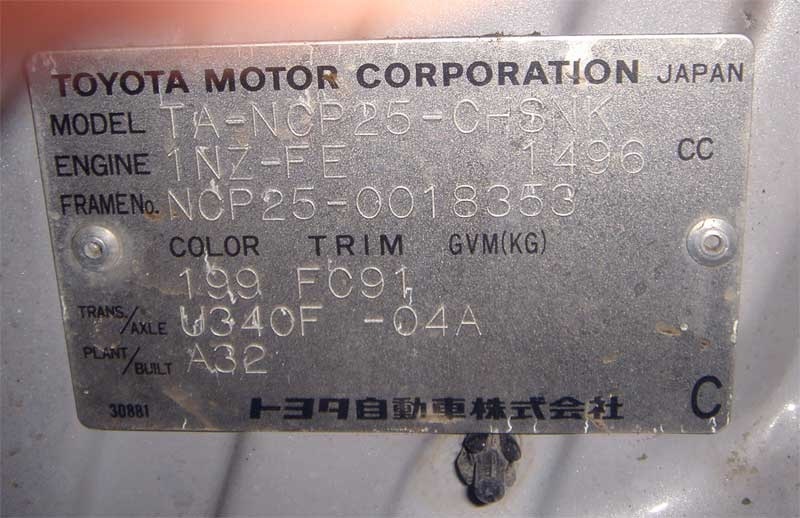 TOYOTA MOTOR CORPORATION JAPAN
MODEL TA-NCP25-CHSNK
ENGINE 1NZ-FE 1496 CC
FRAME No. NCP25-0018353
COLOR TRIM GVM(KG)
199 FC91
TRANS./AXLE U340F -04A
PLANT/BUILT A32
30881 トヨタ自動車株式会社 C